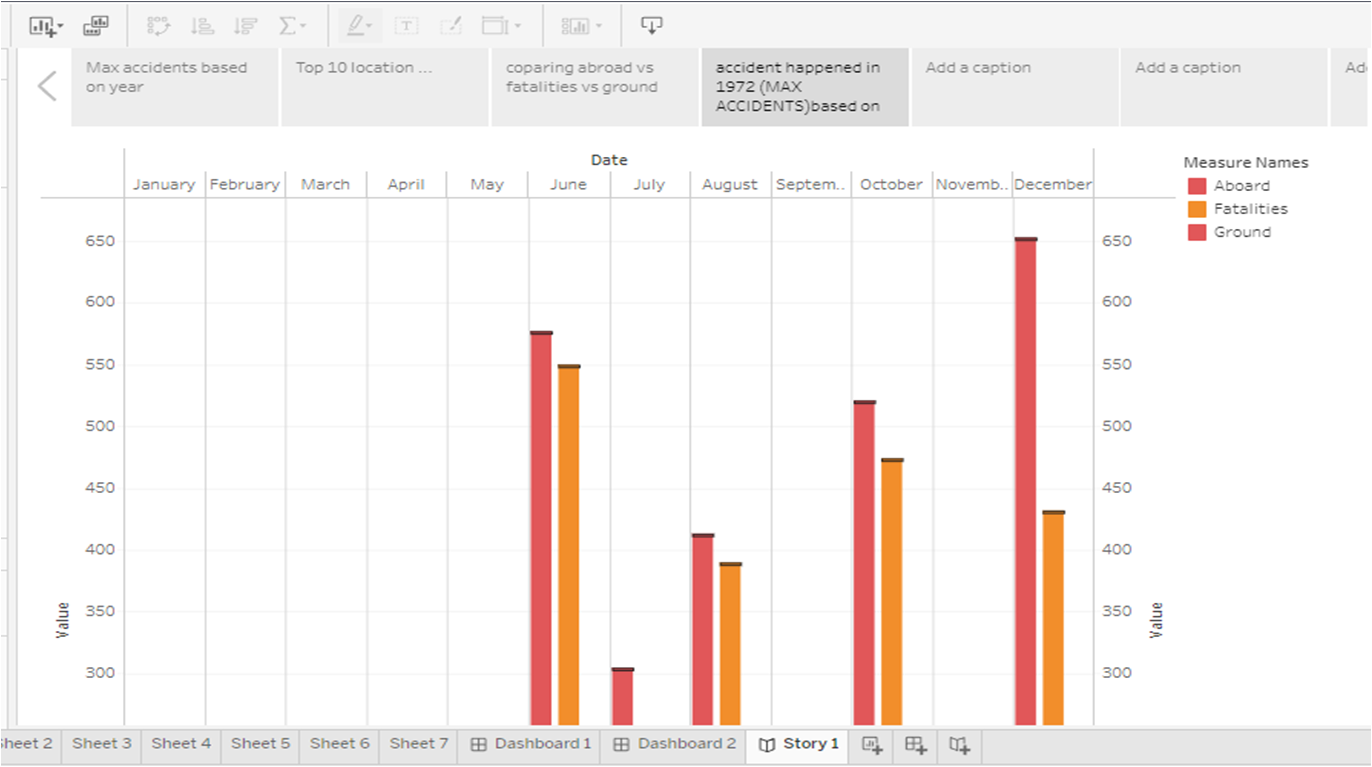 Max accidents based
on year
Top 10 location ...
coparing abroad vs
fatalities vs ground
accident happened in
1972 (MAX
ACCIDENTS)based on
Add a caption
Add a caption
Ad
Date
January February March April May June July August Septem.. October Novemb.. December
Measure Names
Aboard
Fatalities
Ground
650 650
600 600
550 550
500 500
450 450
400 400
350 350
300 300
Value Value
Sheet 2 Sheet 3 Sheet 4 Sheet 5 Sheet 6 Sheet 7 Dashboard 1 Dashboard 2 Story 1